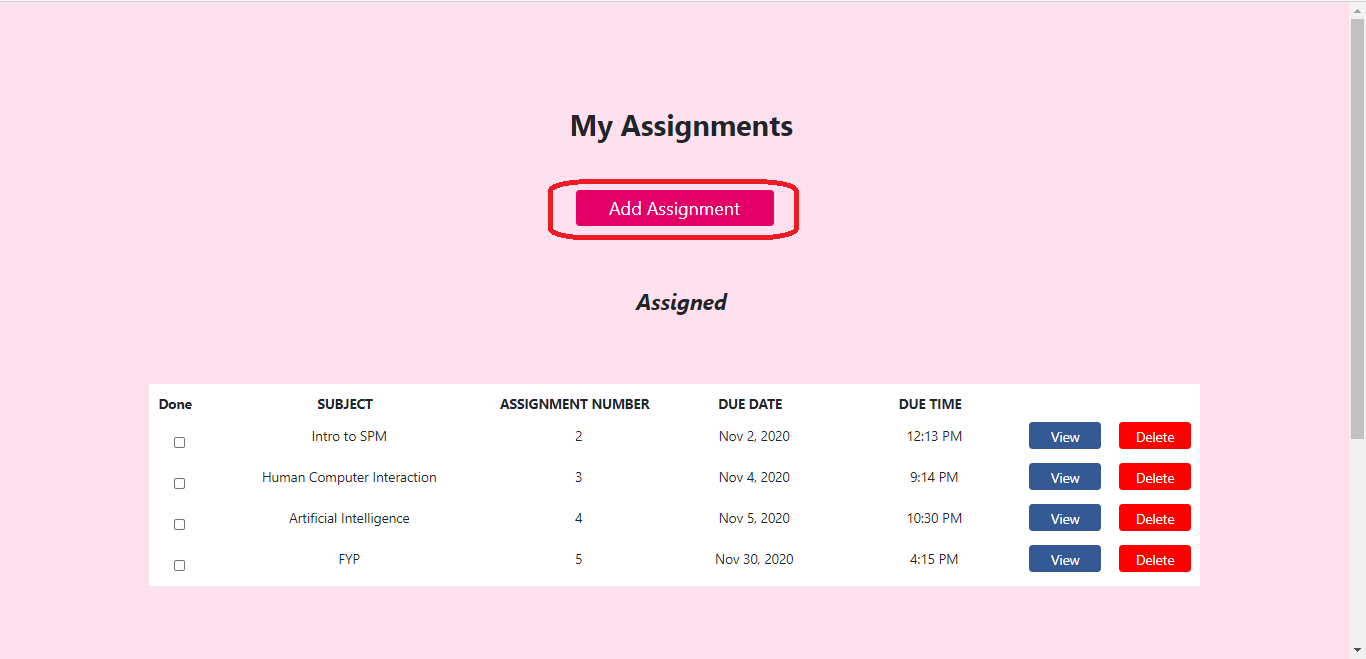 My Assignments
Add Assignment
Assigned
Done SUBJECT ASSIGNMENT NUMBER DUE DATE DUE TIME
Intro to SPM 2 Nov 2, 2020 12:13 PM View Delete
Human Computer Interaction 3 Nov 4, 2020 9:14 PM View Delete
Artificial Intelligence 4 Nov 5, 2020 10:30 PM View Delete
FYP 5 Nov 30, 2020 4:15 PM View Delete